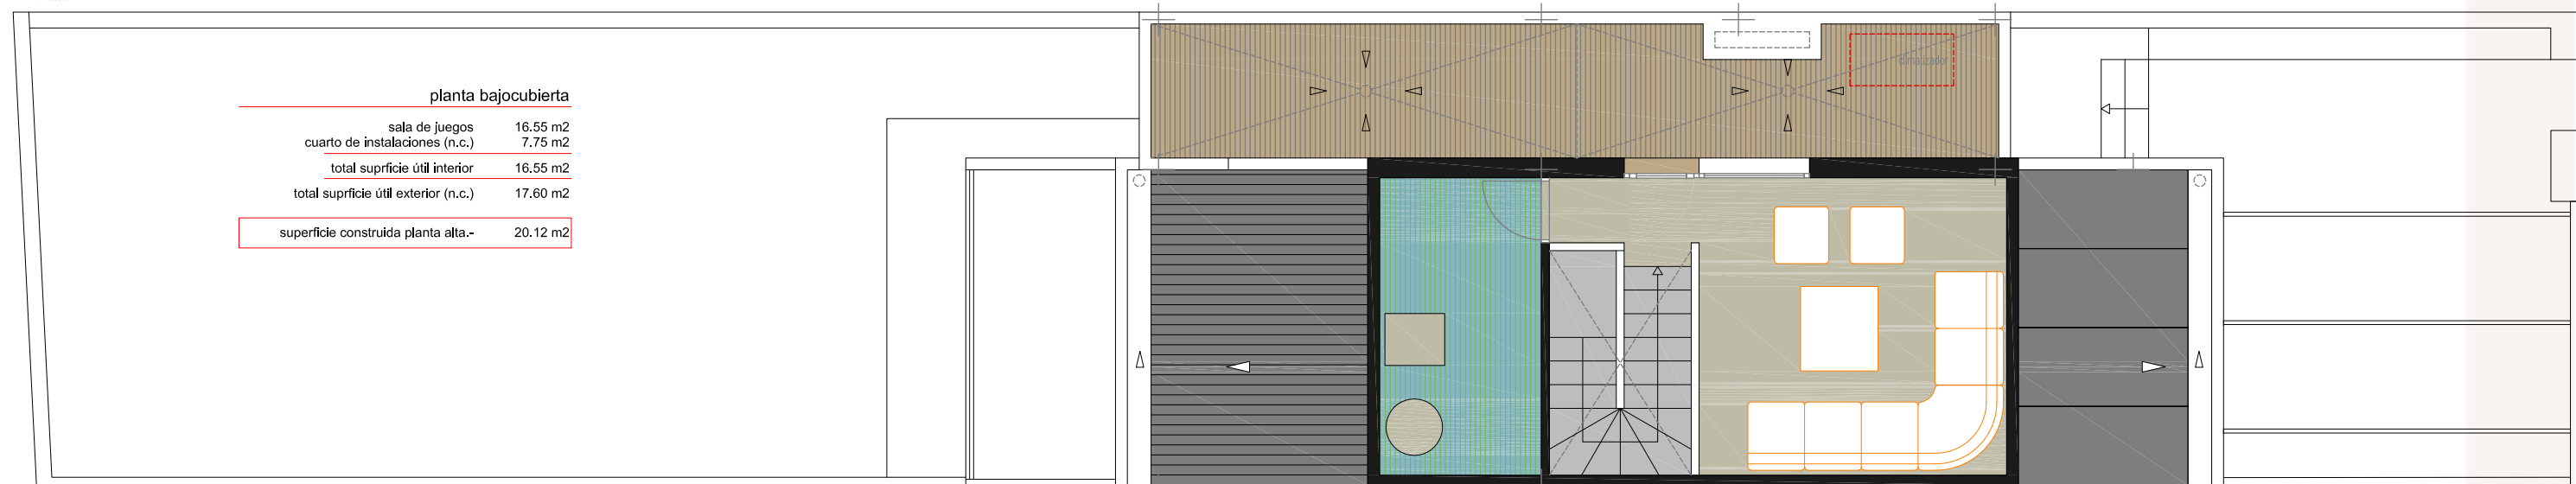 planta bajocubierta
sala de juegos 16.55 m2
cuarto de instalaciones (n.c.) 7.75 m2
total suprficie útil interior 16.55 m2
total suprficie útil exterior (n.c.) 17.60 m2
superficie construida planta alta.- 20.12 m2
climatizador